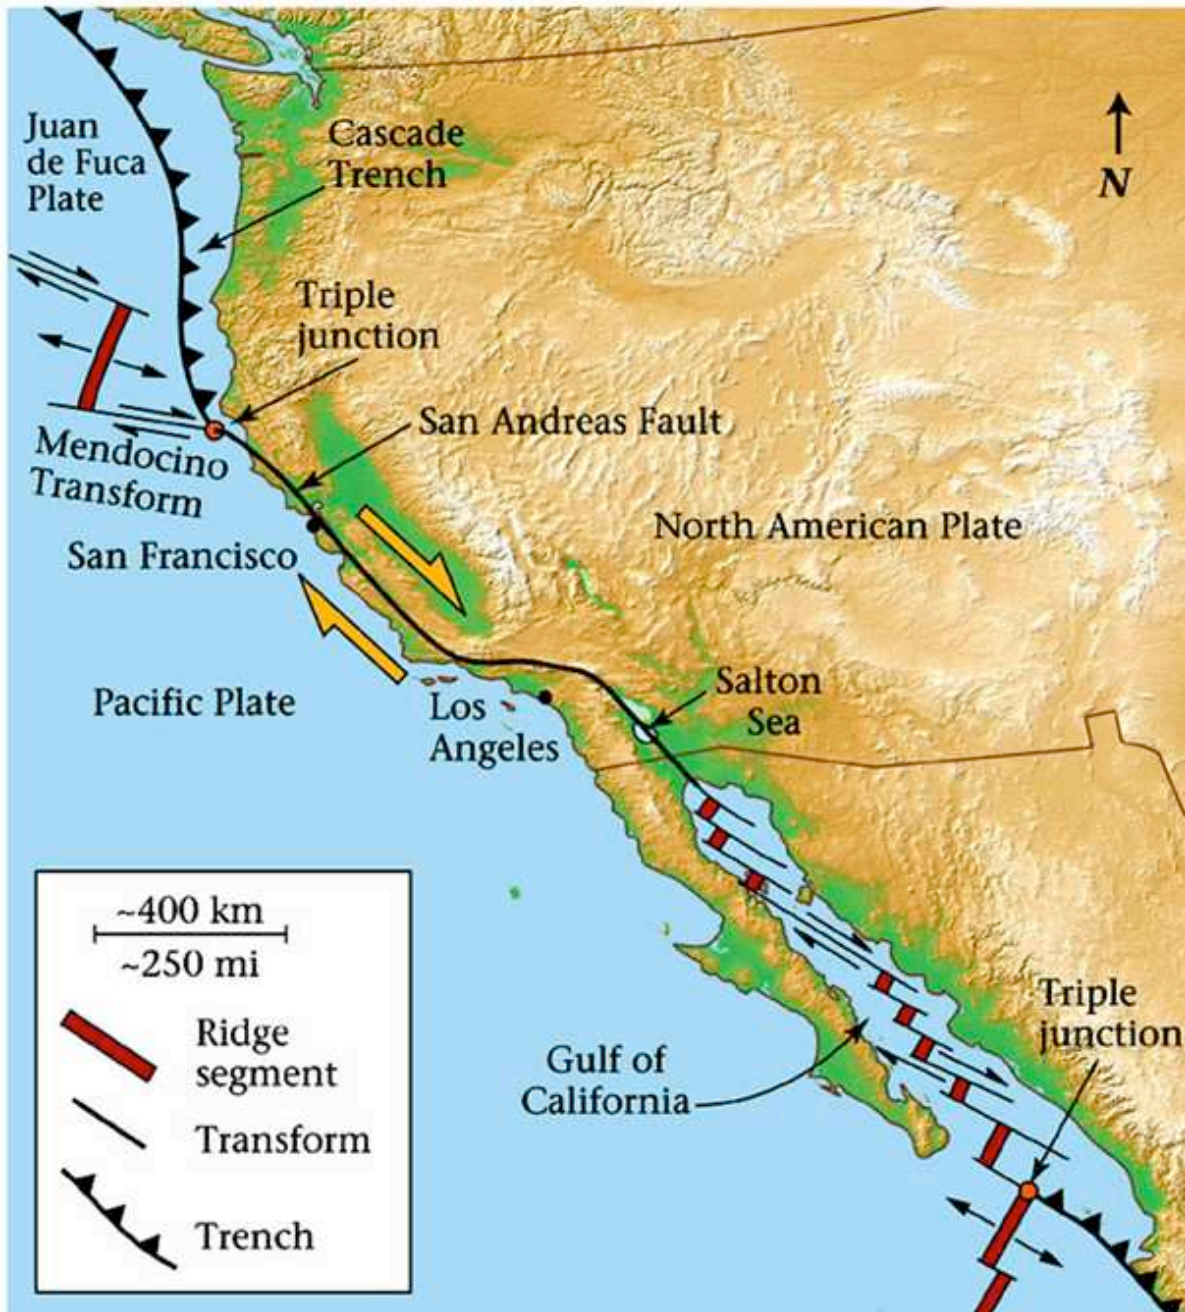 Juan
de Fuca
Plate
Cascade
Trench
N
Triple
junction
San Andreas Fault
Mendocino
Transform
North American Plate
San Francisco
Pacific Plate
Los
Angeles
Salton
Sea
~400 km
~250 mi
Ridge
segment
Transform
Trench
Gulf of
California
Triple
junction